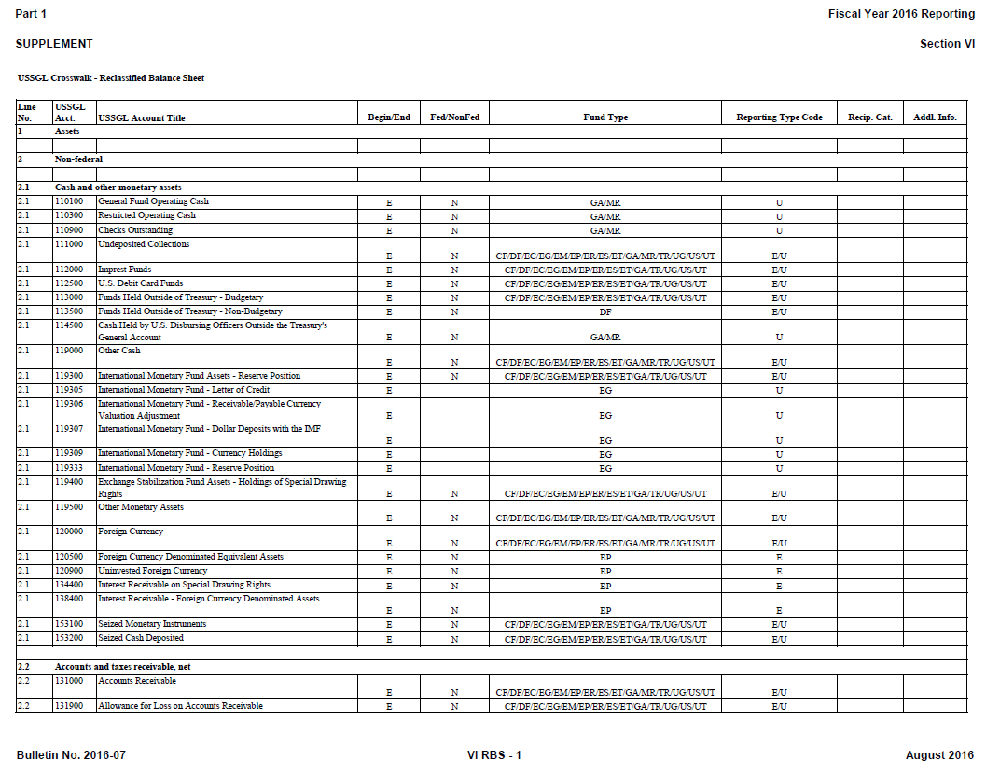 Part 1 Fiscal Year 2016 Reporting
SUPPLEMENT Section VI
USSGL Crosswalk - Reclassified Balance Sheet
Line No. USSGL Acct. USSGL Account Title Begin/End Fed/NonFed Fund Type Reporting Type Code Recip. Cat. Addl. Info.
1 Assets
2 Non-federal
2.1 Cash and other monetary assets
2.1 110100 General Fund Operating Cash E N GA/MR U
2.1 110300 Restricted Operating Cash E N GA/MR U
2.1 110900 Checks Outstanding E N GA/MR U
2.1 111000 Undeposited Collections E N CF/DF/EC/EG/EM/EP/ER/ES/ET/GA/MR/TR/UG/US/UT E/U
2.1 112000 Imprest Funds E N CF/DF/EC/EG/EM/EP/ER/ES/ET/GA/TR/UG/US/UT E/U
2.1 112500 U.S. Debit Card Funds E N CF/DF/EC/EG/EM/EP/ER/ES/ET/GA/TR/UG/US/UT E/U
2.1 113000 Funds Held Outside of Treasury - Budgetary E N CF/DF/EC/EG/EM/EP/ER/ES/ET/GA/TR/UG/US/UT E/U
2.1 113500 Funds Held Outside of Treasury - Non-Budgetary E N DF E/U
2.1 114500 Cash Held by U.S. Disbursing Officers Outside the Treasury's
General Account E N GA/MR U
2.1 119000 Other Cash E N CF/DF/EC/EG/EM/EP/ER/ES/ET/GA/MR/TR/UG/US/UT E/U
2.1 119300 International Monetary Fund Assets - Reserve Position E N CF/DF/EC/EG/EM/EP/ER/ES/ET/GA/TR/UG/US/UT E/U
2.1 119305 International Monetary Fund - Letter of Credit E EG U
2.1 119306 International Monetary Fund - Receivable/Payable Currency
Valuation Adjustment E EG U
2.1 119307 International Monetary Fund - Dollar Deposits with the IMF E EG U
2.1 119309 International Monetary Fund - Currency Holdings E EG U
2.1 119333 International Monetary Fund - Reserve Position E EG U
2.1 119400 Exchange Stabilization Fund Assets - Holdings of Special Drawing
Rights E N CF/DF/EC/EG/EM/EP/ER/ES/ET/GA/TR/UG/US/UT E/U
2.1 119500 Other Monetary Assets E N CF/DF/EC/EG/EM/EP/ER/ES/ET/GA/MR/TR/UG/US/UT E/U
2.1 120000 Foreign Currency E N CF/DF/EC/EG/EM/EP/ER/ES/ET/GA/MR/TR/UG/US/UT E/U
2.1 120500 Foreign Currency Denominated Equivalent Assets E N EP E
2.1 120900 Uninvested Foreign Currency E N EP E
2.1 134400 Interest Receivable on Special Drawing Rights E N EP E
2.1 138400 Interest Receivable - Foreign Currency Denominated Assets E N EP E
2.1 153100 Seized Monetary Instruments E N CF/DF/EC/EG/EM/EP/ER/ES/ET/GA/TR/UG/US/UT E/U
2.1 153200 Seized Cash Deposited E N CF/DF/EC/EG/EM/EP/ER/ES/ET/GA/TR/UG/US/UT E/U
2.2 Accounts and taxes receivable, net
2.2 131000 Accounts Receivable E N CF/DF/EC/EG/EM/EP/ER/ES/ET/GA/MR/TR/UG/US/UT E/U
2.2 131900 Allowance for Loss on Accounts Receivable E N CF/DF/EC/EG/EM/EP/ER/ES/ET/GA/TR/UG/US/UT E/U
Bulletin No. 2016-07 VI RBS - 1 August 2016